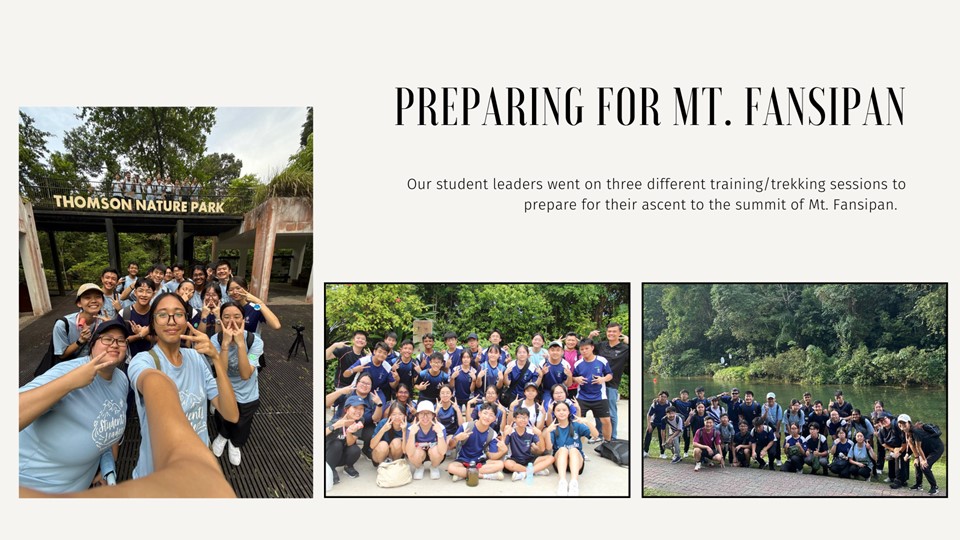 PREPARING FOR MT. FANSIPAN
Our student leaders went on three different training/trekking sessions to
prepare for their ascent to the summit of Mt. Fansipan.
THOMSON NATURE PARK
Student